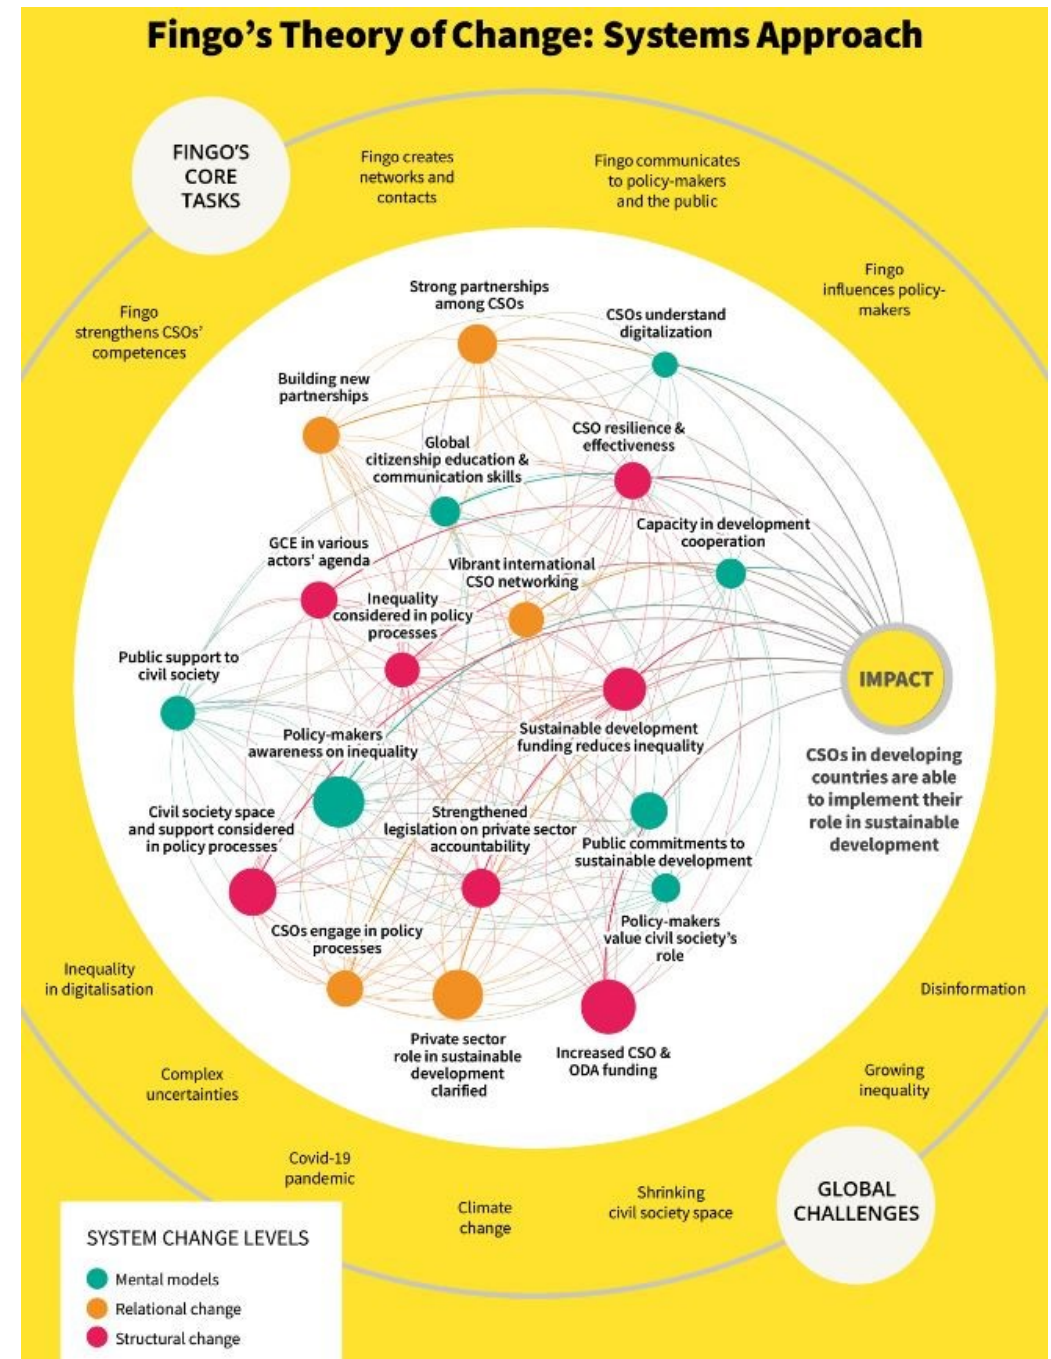 Fingo's Theory of Change: Systems Approach
FINGO'S
CORE
TASKS
Fingo creates
networks and
contacts
Fingo communicates
to policy-makers
and the public
Fingo
influences policy-
makers
Fingo
strengthens CSOs'
competences
Strong partnerships
among CSOs
CSOs understand
digitalization
Building new
partnerships
CSO resilience &
effectiveness
Global
citizenship education &
communication skills
Capacity in development
cooperation
GCE in various
actors' agenda
Vibrant international
CSO networking
Inequality
considered in policy
processes
Public support to
civil society
IMPACT
CSOs in developing
countries are able
to implement their
role in sustainable
development
Policy-makers
awareness on inequality
Sustainable development
funding reduces inequality
Civil society space
and support considered
in policy processes
Strengthened
legislation on private sector
accountability
Public commitments to
sustainable development
Policy-makers
value civil society's
role
CSOs engage in policy
processes
Private sector
role in sustainable
development
clarified
Increased CSO &
ODA funding
Inequality
in digitalisation
Disinformation
Complex
uncertainties
Growing
inequality
Covid-19
pandemic
Climate
change
Shrinking
civil society space
GLOBAL
CHALLENGES
SYSTEM CHANGE LEVELS
Mental models
Relational change
Structural change